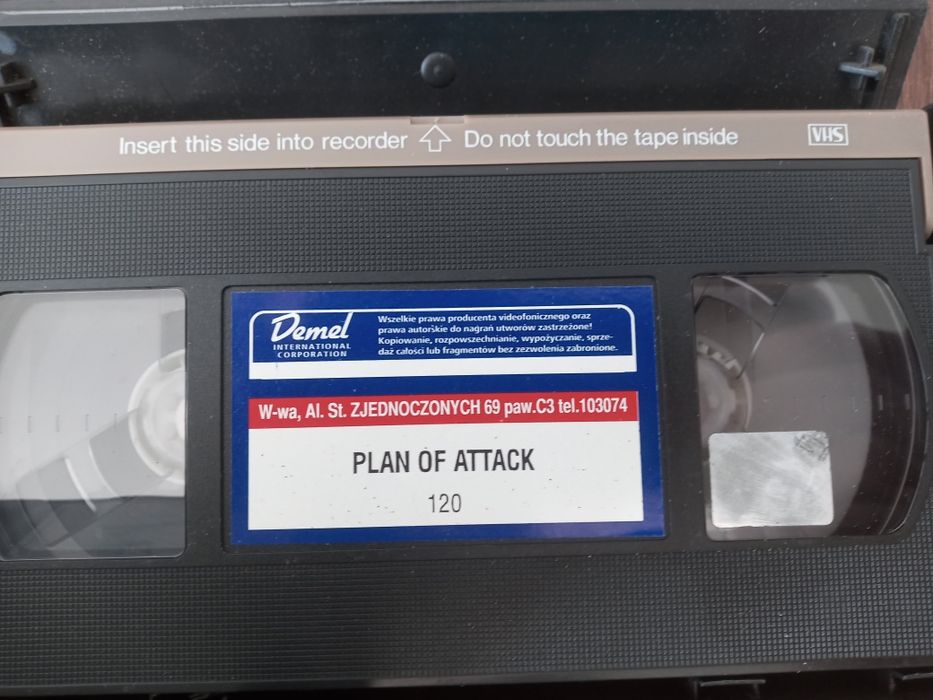 Insert this side into recorder Do not touch the tape inside VHS
Demel
INTERNATIONAL
CORPORATION
Wszelkie prawa producenta videofonicznego oraz
prawa autorskie do nagrań utworów zastrzeżone!
Kopiowanie, rozpowszechnianie, wypożyczanie, sprze-
daż całości lub fragmentów bez zezwolenia zabronione.
W-wa, Al. St. ZJEDNOCZONYCH 69 paw.C3 tel.103074
PLAN OF ATTACK
120